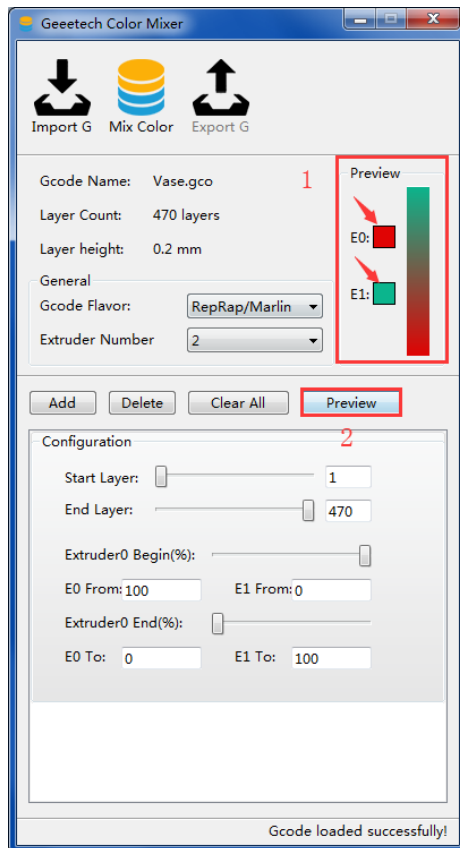 Geeetech Color Mixer
Import G Mix Color Export G
Gcode Name: Vase.gco
Layer Count: 470 layers
Layer height: 0.2 mm
General
Gcode Flavor: RepRap/Marlin
Extruder Number 2
1
Preview
E0:
E1:
Add Delete Clear All Preview
2
Configuration
Start Layer: 1
End Layer: 470
Extruder0 Begin(%):
E0 From: 100 E1 From: 0
Extruder0 End(%):
E0 To: 0 E1 To: 100
Gcode loaded successfully!